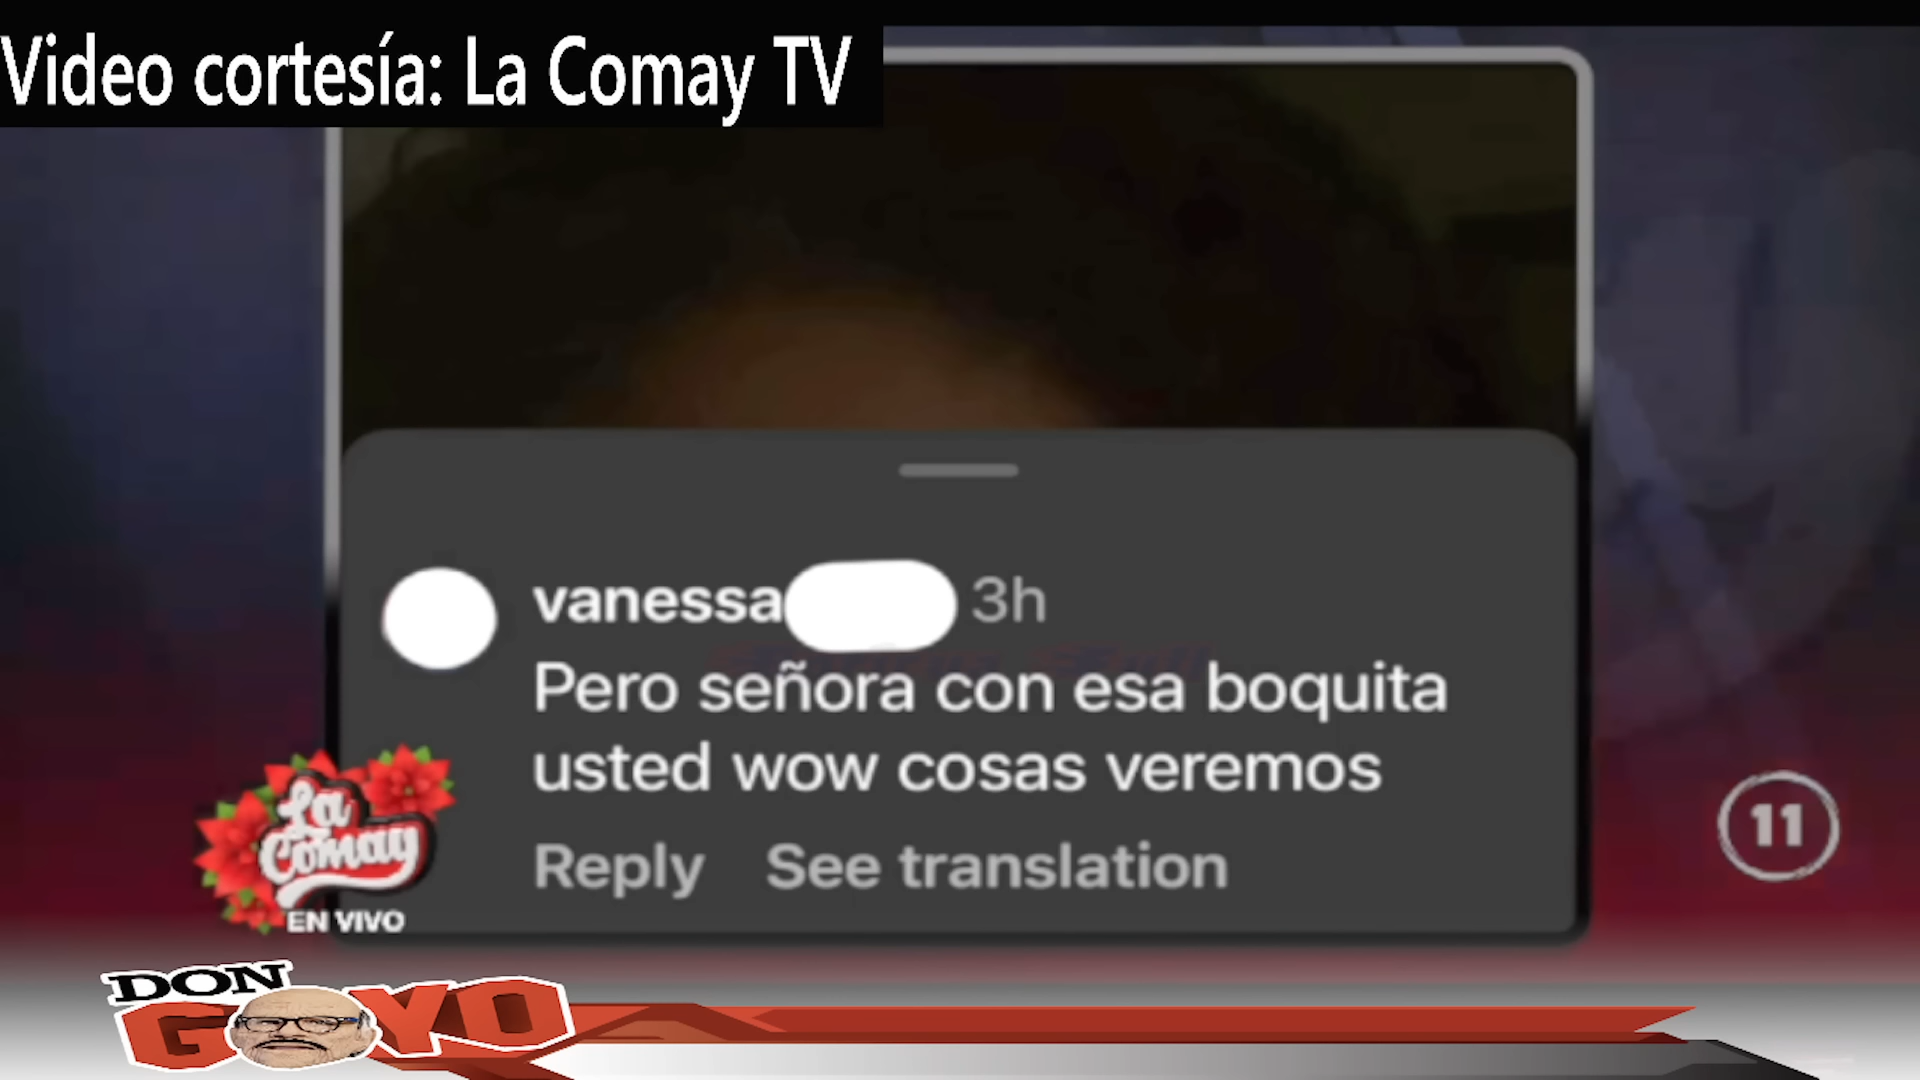 Video cortesía: La Comay TV
vanessa 3h
Pero señora con esa boquita
usted wow cosas veremos
Reply See translation
La
Comay
EN VIVO
11
DON
GOYO